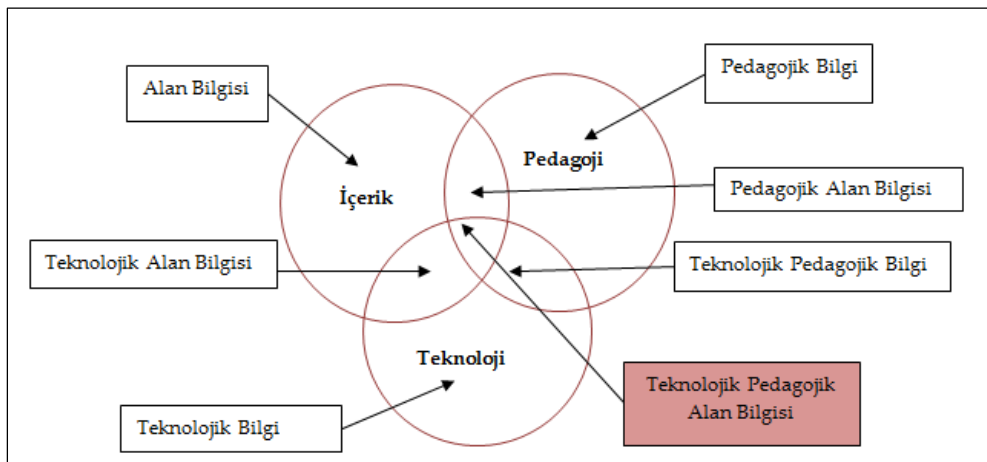 Alan Bilgisi
Pedagojik Bilgi
Pedagoji
İçerik
Pedagojik Alan Bilgisi
Teknolojik Alan Bilgisi
Teknolojik Pedagojik Bilgi
Teknoloji
Teknolojik Pedagojik
Alan Bilgisi
Teknolojik Bilgi